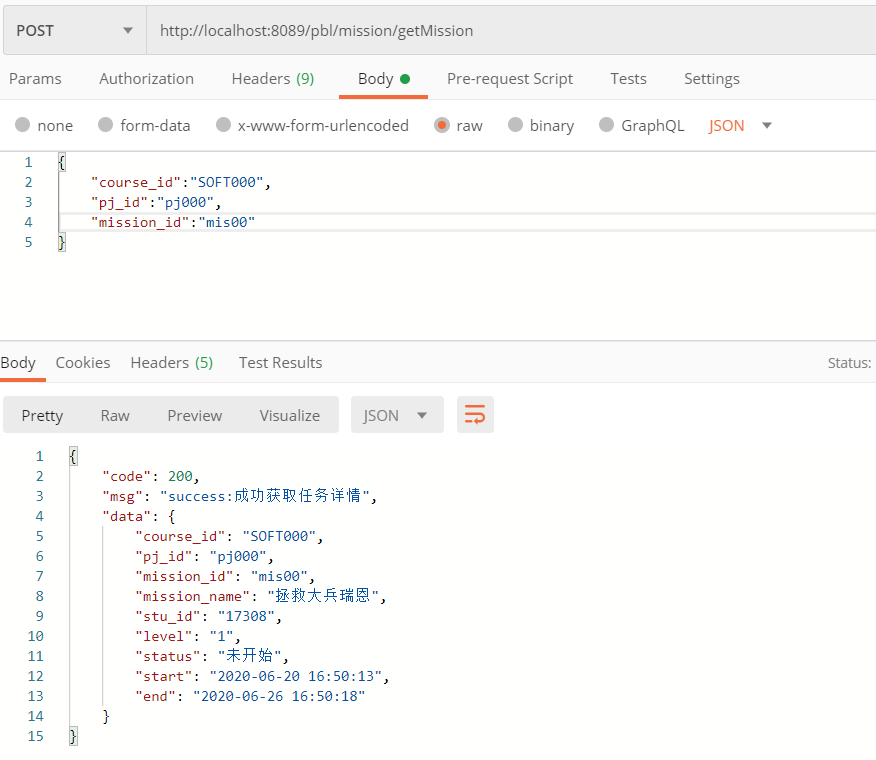 POST http://localhost:8089/pbl/mission/getMission
Params Authorization Headers (9) Body Pre-request Script Tests Settings
none form-data x-www-form-urlencoded raw binary GraphQL JSON
1 {
2 "course_id":"SOFT000",
3 "pj_id":"pj000",
4 "mission_id":"mis00"
5 }
Body Cookies Headers (5) Test Results Status:
Pretty Raw Preview Visualize JSON
1 {
2 "code": 200,
3 "msg": "success:成功获取任务详情",
4 "data": {
5 "course_id": "SOFT000",
6 "pj_id": "pj000",
7 "mission_id": "mis00",
8 "mission_name": "拯救大兵瑞恩",
9 "stu_id": "17308",
10 "level": "1",
11 "status": "未开始",
12 "start": "2020-06-20 16:50:13",
13 "end": "2020-06-26 16:50:18"
14 }
15 }